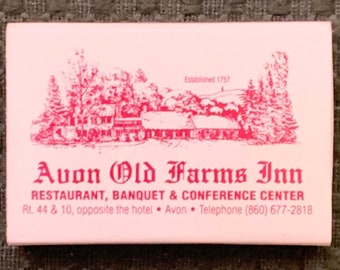 Established 1757
Avon Old Farms Inn
RESTAURANT, BANQUET & CONFERENCE CENTER
Rt. 44 & 10, opposite the hotel • Avon • Telephone (860) 677-2818